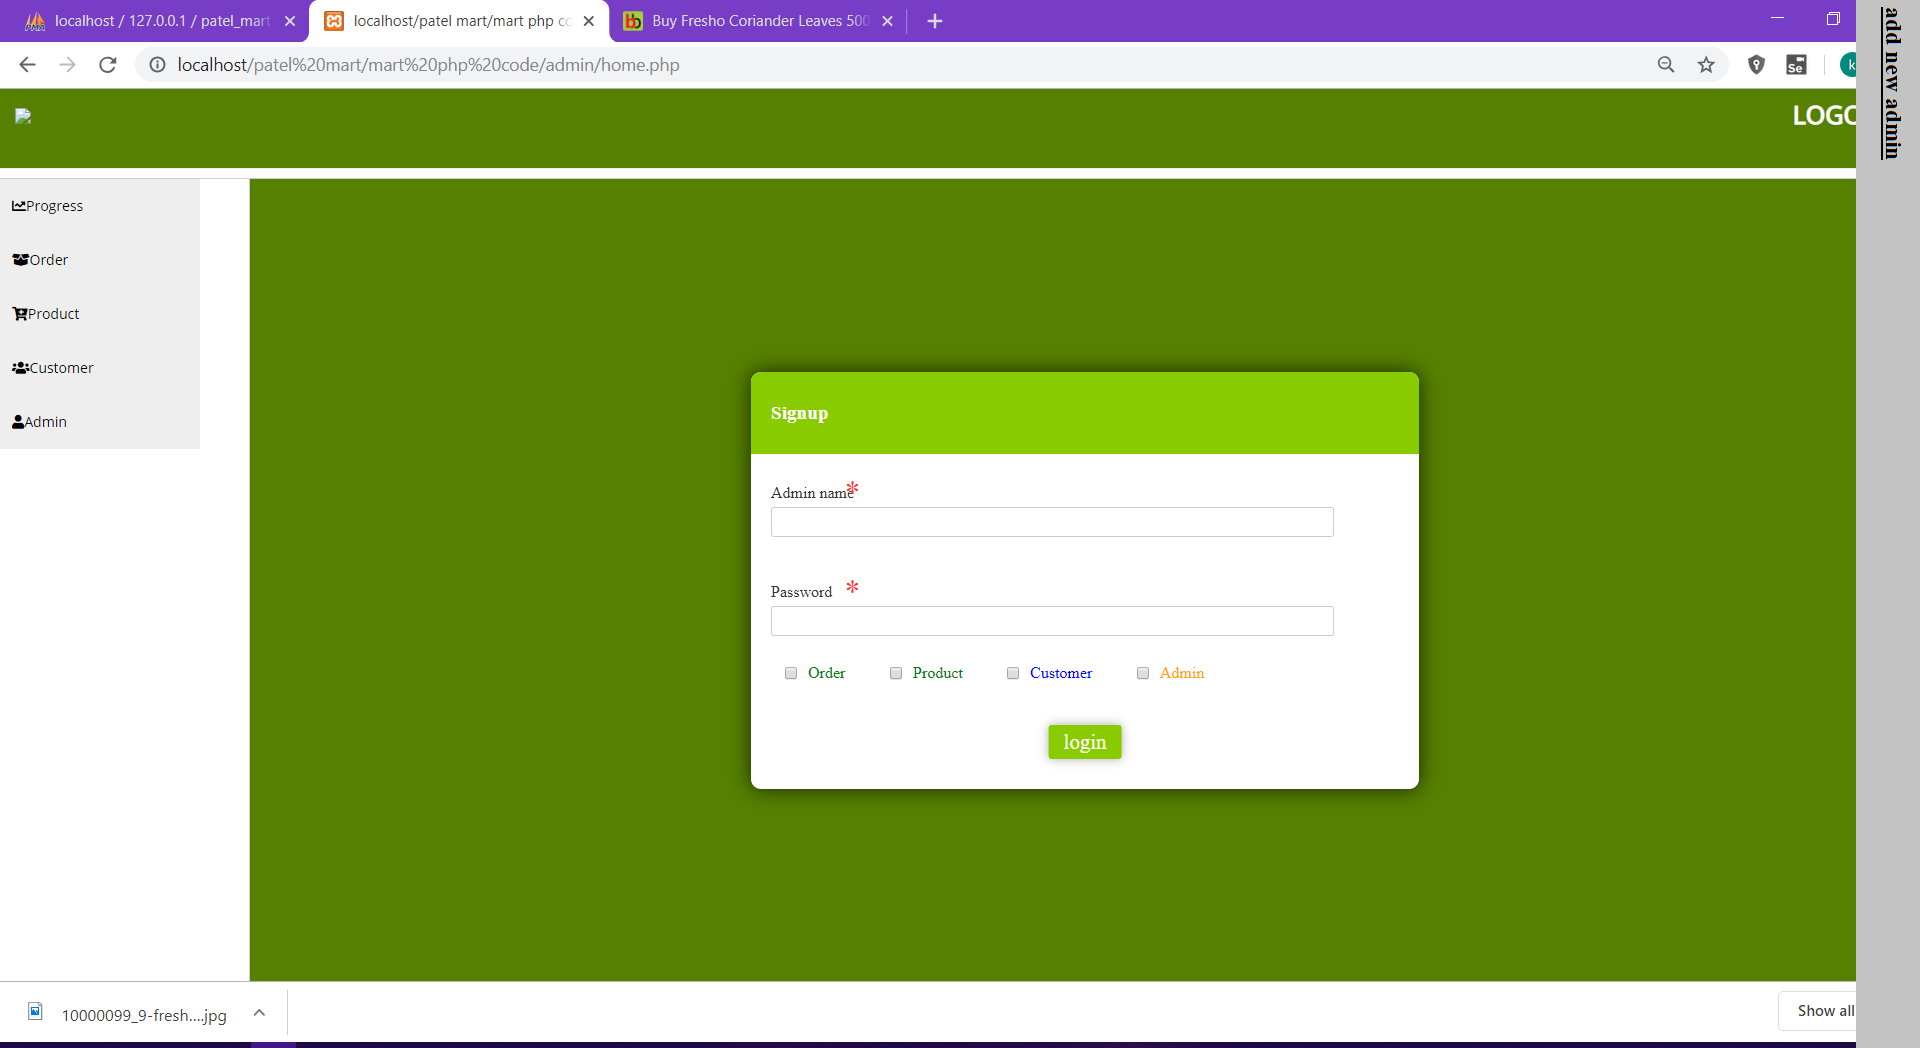 localhost / 127.0.0.1 / patel_mart
localhost/patel mart/mart php co
Buy Fresho Coriander Leaves 500
localhost/patel%20mart/mart%20php%20code/admin/home.php
Se
k
LOGO
add new admin
Progress
Order
Product
Customer
Admin
Signup
Admin name*
Password *
Order Product Customer Admin
login
10000099_9-fresh....jpg
Show all